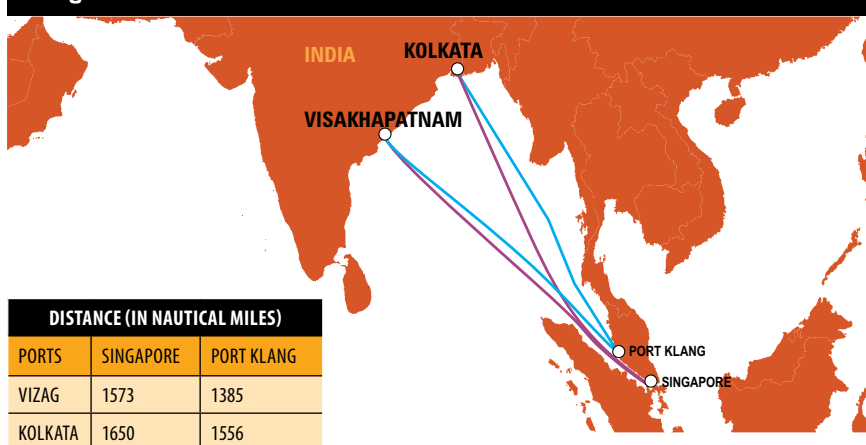 INDIA
KOLKATA
VISAKHAPATNAM
PORT KLANG
SINGAPORE
DISTANCE (IN NAUTICAL MILES)
PORTS SINGAPORE PORT KLANG
VIZAG 1573 1385
KOLKATA 1650 1556